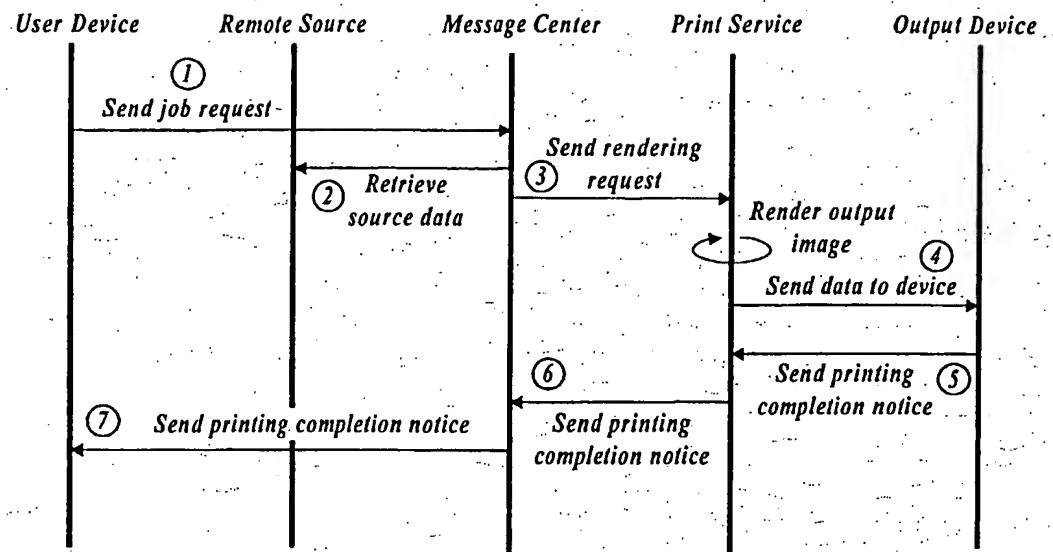 User Device Remote Source Message Center Print Service Output Device
1
Send job request
Send rendering
request
2
Retrieve
source data
3
Render output
image
4
Send data to device
Send printing
completion notice
5
6
Send printing
completion notice
7
Send printing completion notice